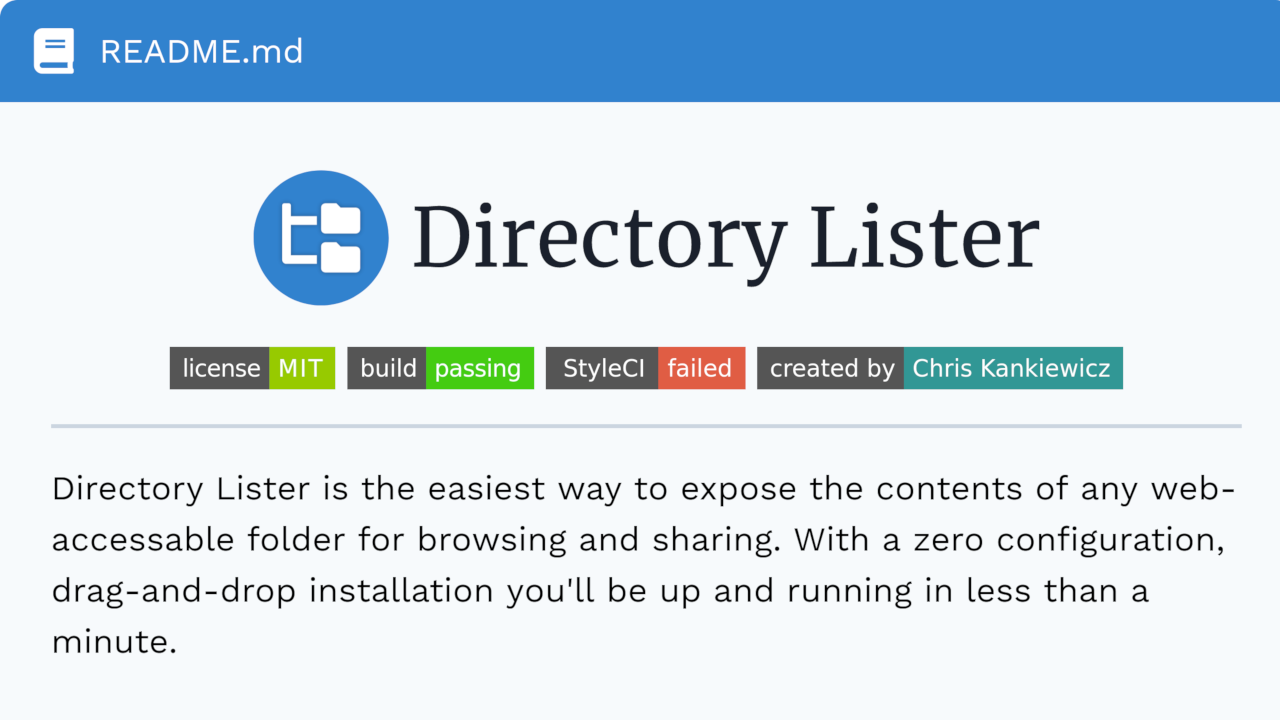 README.md
Directory Lister
license MIT build passing StyleCI failed created by Chris Kankiewicz
Directory Lister is the easiest way to expose the contents of any web-
accessable folder for browsing and sharing. With a zero configuration,
drag-and-drop installation you'll be up and running in less than a
minute.